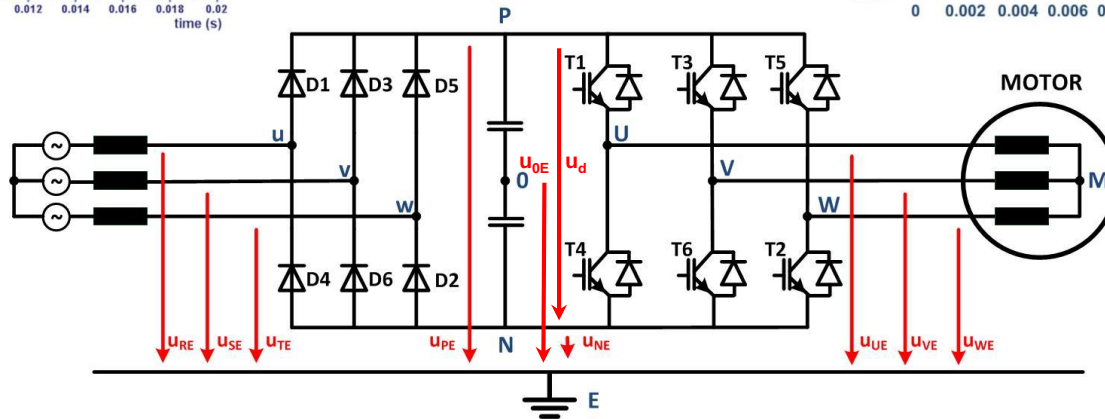 0.012 0.014 0.016 0.018 0.02
time (s)
0 0.002 0.004 0.006
P
D1 D3 D5
T1 T3 T5
MOTOR
u
v
w
0
u0E
ud
U
V
W
M
D4 D6 D2
T4 T6 T2
uRE uSE uTE
uPE
N
uNE
uUE uVE uWE
E